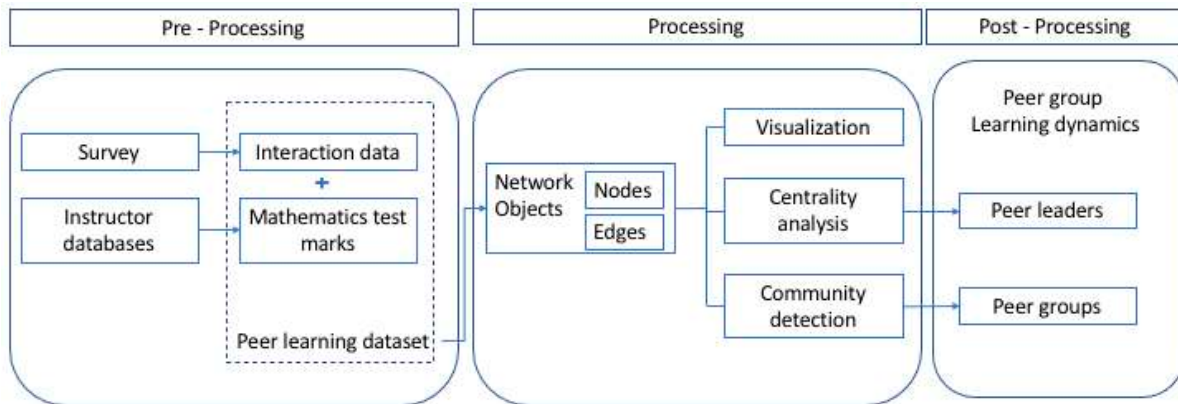 Pre - Processing
Processing
Post - Processing
Survey
Interaction data
+
Instructor
databases
Mathematics test
marks
Peer learning dataset
Network
Objects
Nodes
Edges
Visualization
Centrality
analysis
Community
detection
Peer group
Learning dynamics
Peer leaders
Peer groups